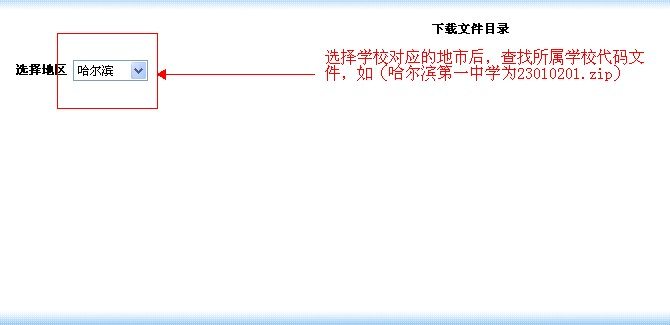 下载文件目录
选择地区 哈尔滨
选择学校对应的地市后，查找所属学校代码文
件，如（哈尔滨第一中学为23010201.zip）